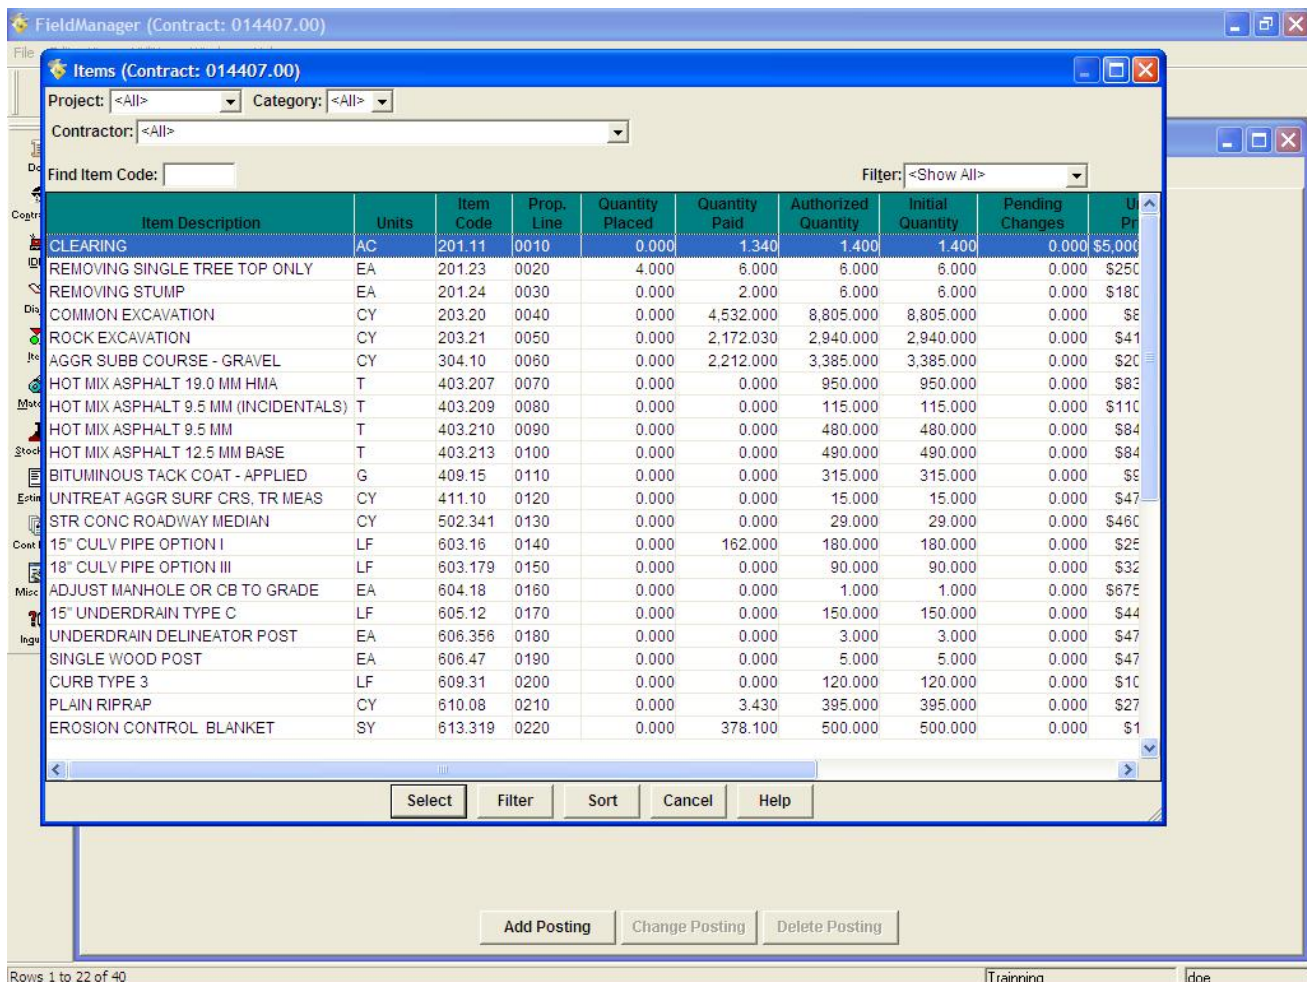 FieldManager (Contract: 014407.00)
File
Items (Contract: 014407.00)
Project: <All> Category: <All>
Contractor: <All>
Find Item Code: Filter: <Show All>
Item Description Units Item Code Prop. Line Quantity Placed Quantity Paid Authorized Quantity Initial Quantity Pending Changes
CLEARING AC 201.11 0010 0.000 1.340 1.400 1.400 0.000 $5,000
REMOVING SINGLE TREE TOP ONLY EA 201.23 0020 4.000 6.000 6.000 6.000 0.000 $250
REMOVING STUMP EA 201.24 0030 0.000 2.000 6.000 6.000 0.000 $180
COMMON EXCAVATION CY 203.20 0040 0.000 4,532.000 8,805.000 8,805.000 0.000 $8
ROCK EXCAVATION CY 203.21 0050 0.000 2,172.030 2,940.000 2,940.000 0.000 $41
AGGR SUBB COURSE - GRAVEL CY 304.10 0060 0.000 2,212.000 3,385.000 3,385.000 0.000 $20
HOT MIX ASPHALT 19.0 MM HMA T 403.207 0070 0.000 0.000 950.000 950.000 0.000 $83
HOT MIX ASPHALT 9.5 MM (INCIDENTALS) T 403.209 0080 0.000 0.000 115.000 115.000 0.000 $110
HOT MIX ASPHALT 9.5 MM T 403.210 0090 0.000 0.000 480.000 480.000 0.000 $84
HOT MIX ASPHALT 12.5 MM BASE T 403.213 0100 0.000 0.000 490.000 490.000 0.000 $84
BITUMINOUS TACK COAT - APPLIED G 409.15 0110 0.000 0.000 315.000 315.000 0.000 $9
UNTREAT AGGR SURF CRS, TR MEAS CY 411.10 0120 0.000 0.000 15.000 15.000 0.000 $47
STR CONC ROADWAY MEDIAN CY 502.341 0130 0.000 0.000 29.000 29.000 0.000 $460
15" CULV PIPE OPTION I LF 603.16 0140 0.000 162.000 180.000 180.000 0.000 $25
18" CULV PIPE OPTION III LF 603.179 0150 0.000 0.000 90.000 90.000 0.000 $32
ADJUST MANHOLE OR CB TO GRADE EA 604.18 0160 0.000 0.000 1.000 1.000 0.000 $675
15" UNDERDRAIN TYPE C LF 605.12 0170 0.000 0.000 150.000 150.000 0.000 $44
UNDERDRAIN DELINEATOR POST EA 606.356 0180 0.000 0.000 3.000 3.000 0.000 $47
SINGLE WOOD POST EA 606.47 0190 0.000 0.000 5.000 5.000 0.000 $47
CURB TYPE 3 LF 609.31 0200 0.000 0.000 120.000 120.000 0.000 $10
PLAIN RIPRAP CY 610.08 0210 0.000 3.430 395.000 395.000 0.000 $27
EROSION CONTROL BLANKET SY 613.319 0220 0.000 378.100 500.000 500.000 0.000 $1
Select Filter Sort Cancel Help
Add Posting Change Posting Delete Posting
Rows 1 to 22 of 40 Trainning doe